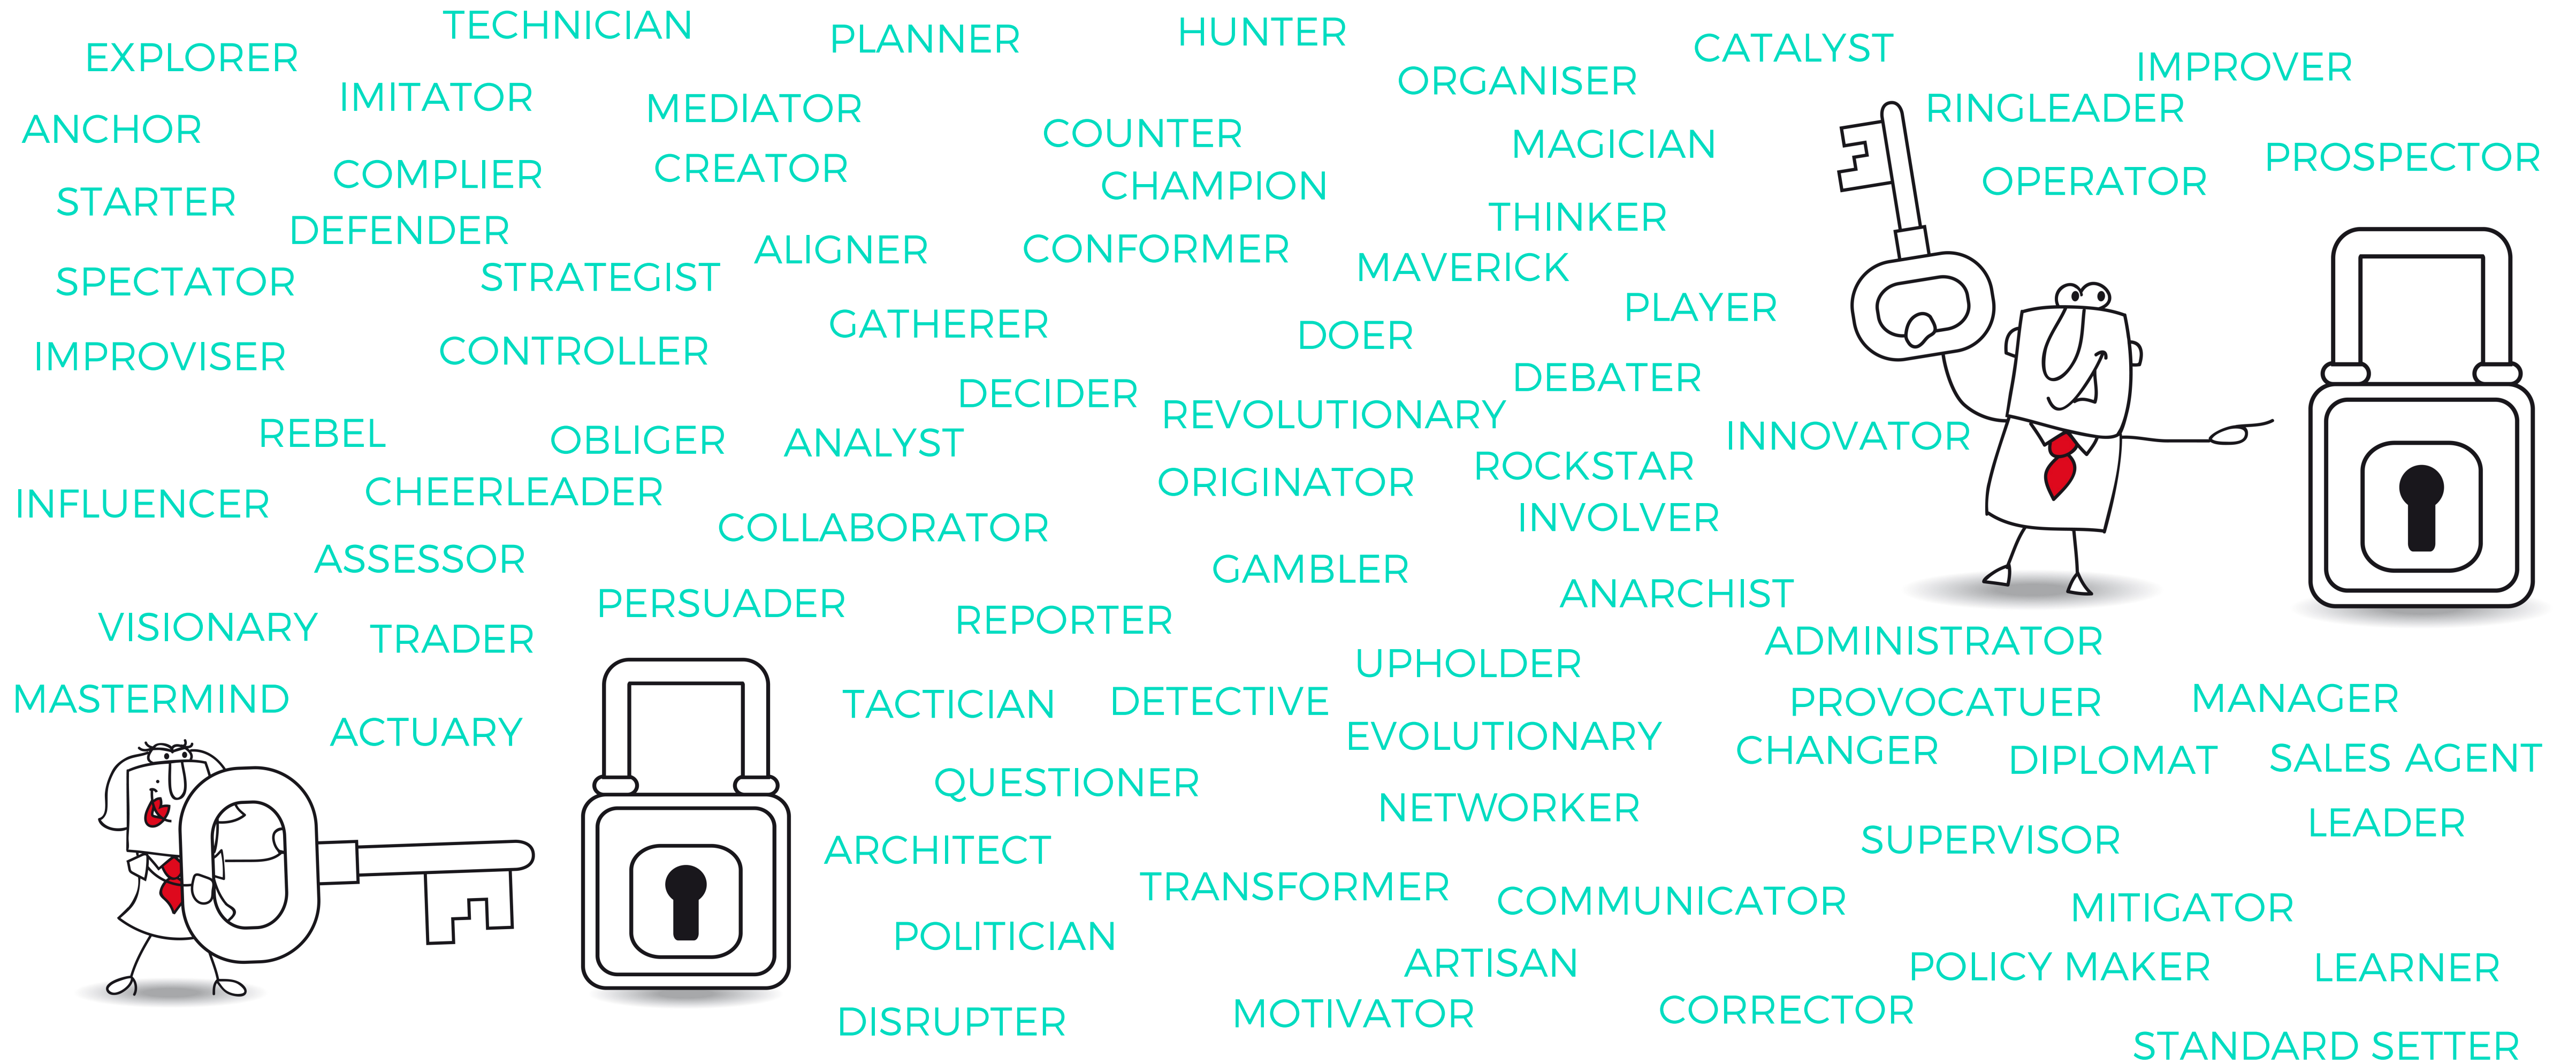 TECHNICIAN
PLANNER
HUNTER
CATALYST
EXPLORER
IMPROVER
ORGANISER
IMITATOR
MEDIATOR
RINGLEADER
ANCHOR
COUNTER
MAGICIAN
PROSPECTOR
COMPLIER
CREATOR
CHAMPION
OPERATOR
STARTER
THINKER
DEFENDER
ALIGNER
CONFORMER
MAVERICK
SPECTATOR
STRATEGIST
PLAYER
GATHERER
DOER
IMPROVISER
CONTROLLER
DEBATER
DECIDER
REVOLUTIONARY
REBEL
OBLIGER
ANALYST
INNOVATOR
ROCKSTAR
ORIGINATOR
CHEERLEADER
INFLUENCER
INVOLVER
COLLABORATOR
ASSESSOR
GAMBLER
ANARCHIST
PERSUADER
REPORTER
VISIONARY
TRADER
ADMINISTRATOR
UPHOLDER
MASTERMIND
TACTICIAN
DETECTIVE
PROVOCATUER
MANAGER
ACTUARY
EVOLUTIONARY
CHANGER
DIPLOMAT
SALES AGENT
QUESTIONER
NETWORKER
LEADER
SUPERVISOR
ARCHITECT
TRANSFORMER
COMMUNICATOR
MITIGATOR
POLITICIAN
ARTISAN
POLICY MAKER
LEARNER
CORRECTOR
MOTIVATOR
DISRUPTER
STANDARD SETTER